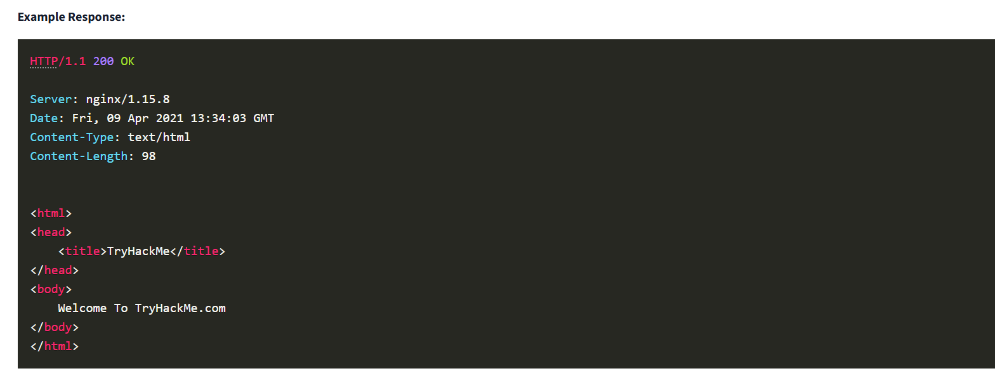 Example Response:
HTTP/1.1 200 OK
Server: nginx/1.15.8
Date: Fri, 09 Apr 2021 13:34:03 GMT
Content-Type: text/html
Content-Length: 98
<html>
<head>
    <title>TryHackMe</title>
</head>
<body>
    Welcome To TryHackMe.com
</body>
</html>